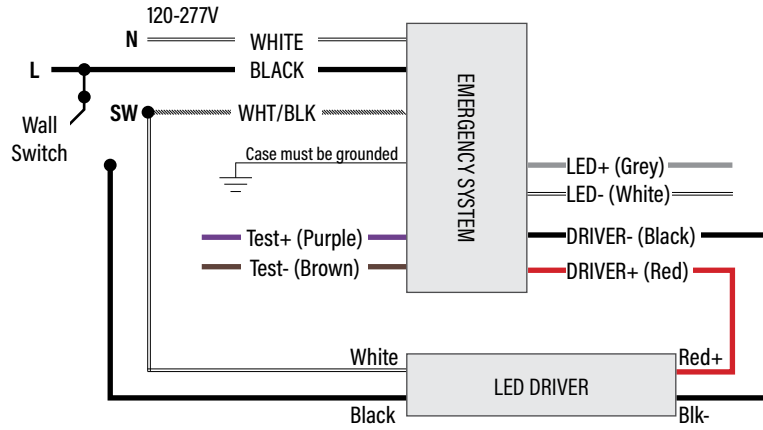 120-277V
N
WHITE
L
BLACK
Wall
Switch
SW
WHT/BLK
Case must be grounded
EMERGENCY SYSTEM
LED+ (Grey)
LED- (White)
Test+ (Purple)
DRIVER- (Black)
Test- (Brown)
DRIVER+ (Red)
White
Red+
LED DRIVER
Black
Blk-